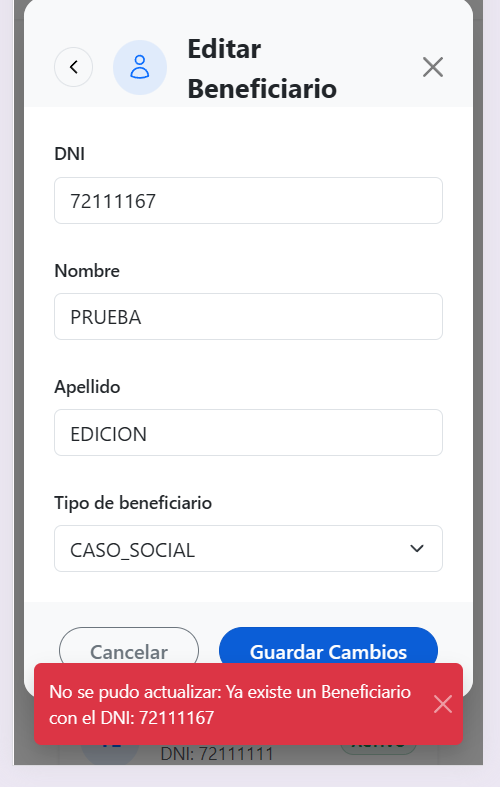 Editar
Beneficiario
DNI
72111167
Nombre
PRUEBA
Apellido
EDICION
Tipo de beneficiario
CASO_SOCIAL
Cancelar
Guardar Cambios
No se pudo actualizar: Ya existe un Beneficiario
con el DNI: 72111167
DNI: 72111111